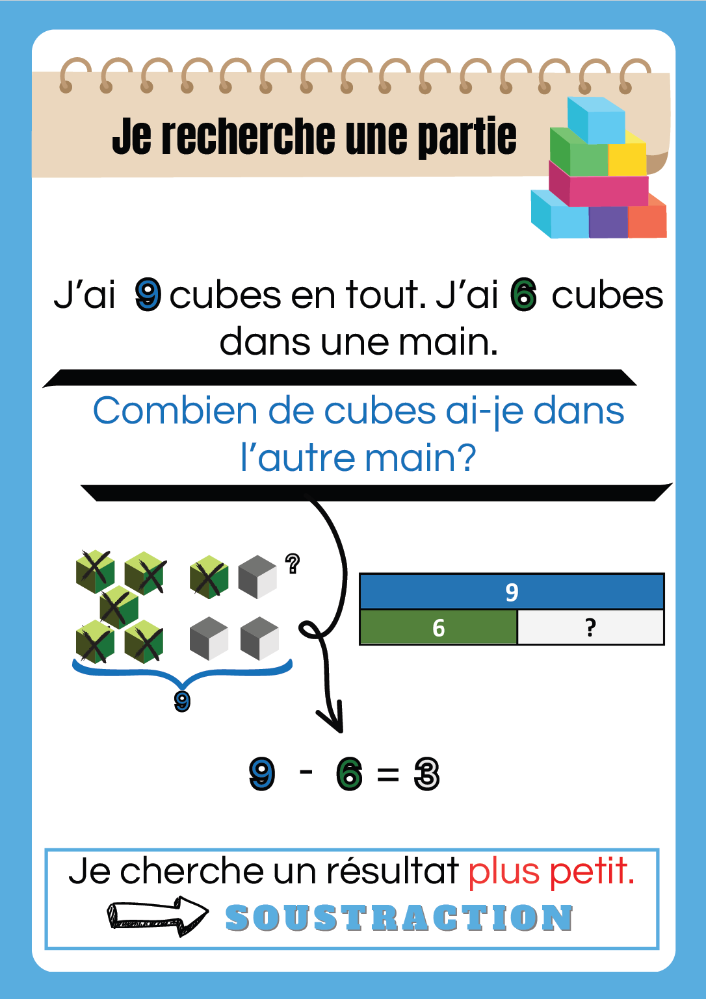 Je recherche une partie
J’ai 9 cubes en tout. J’ai 6 cubes
dans une main.
Combien de cubes ai-je dans
l’autre main?
?
9
9
6 ?
9 - 6 = 3
Je cherche un résultat plus petit.
SOUSTRACTION